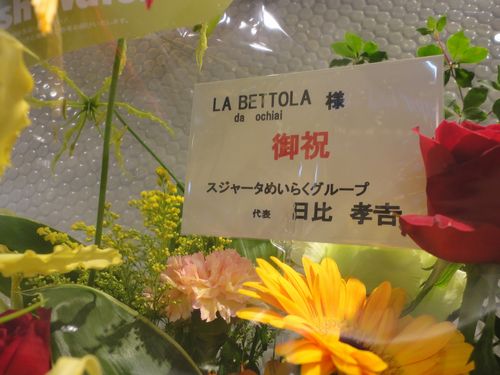 LA BETTOLA 様
da ochiai
御祝
スジャータめいらくグループ
代表 日比 孝吉